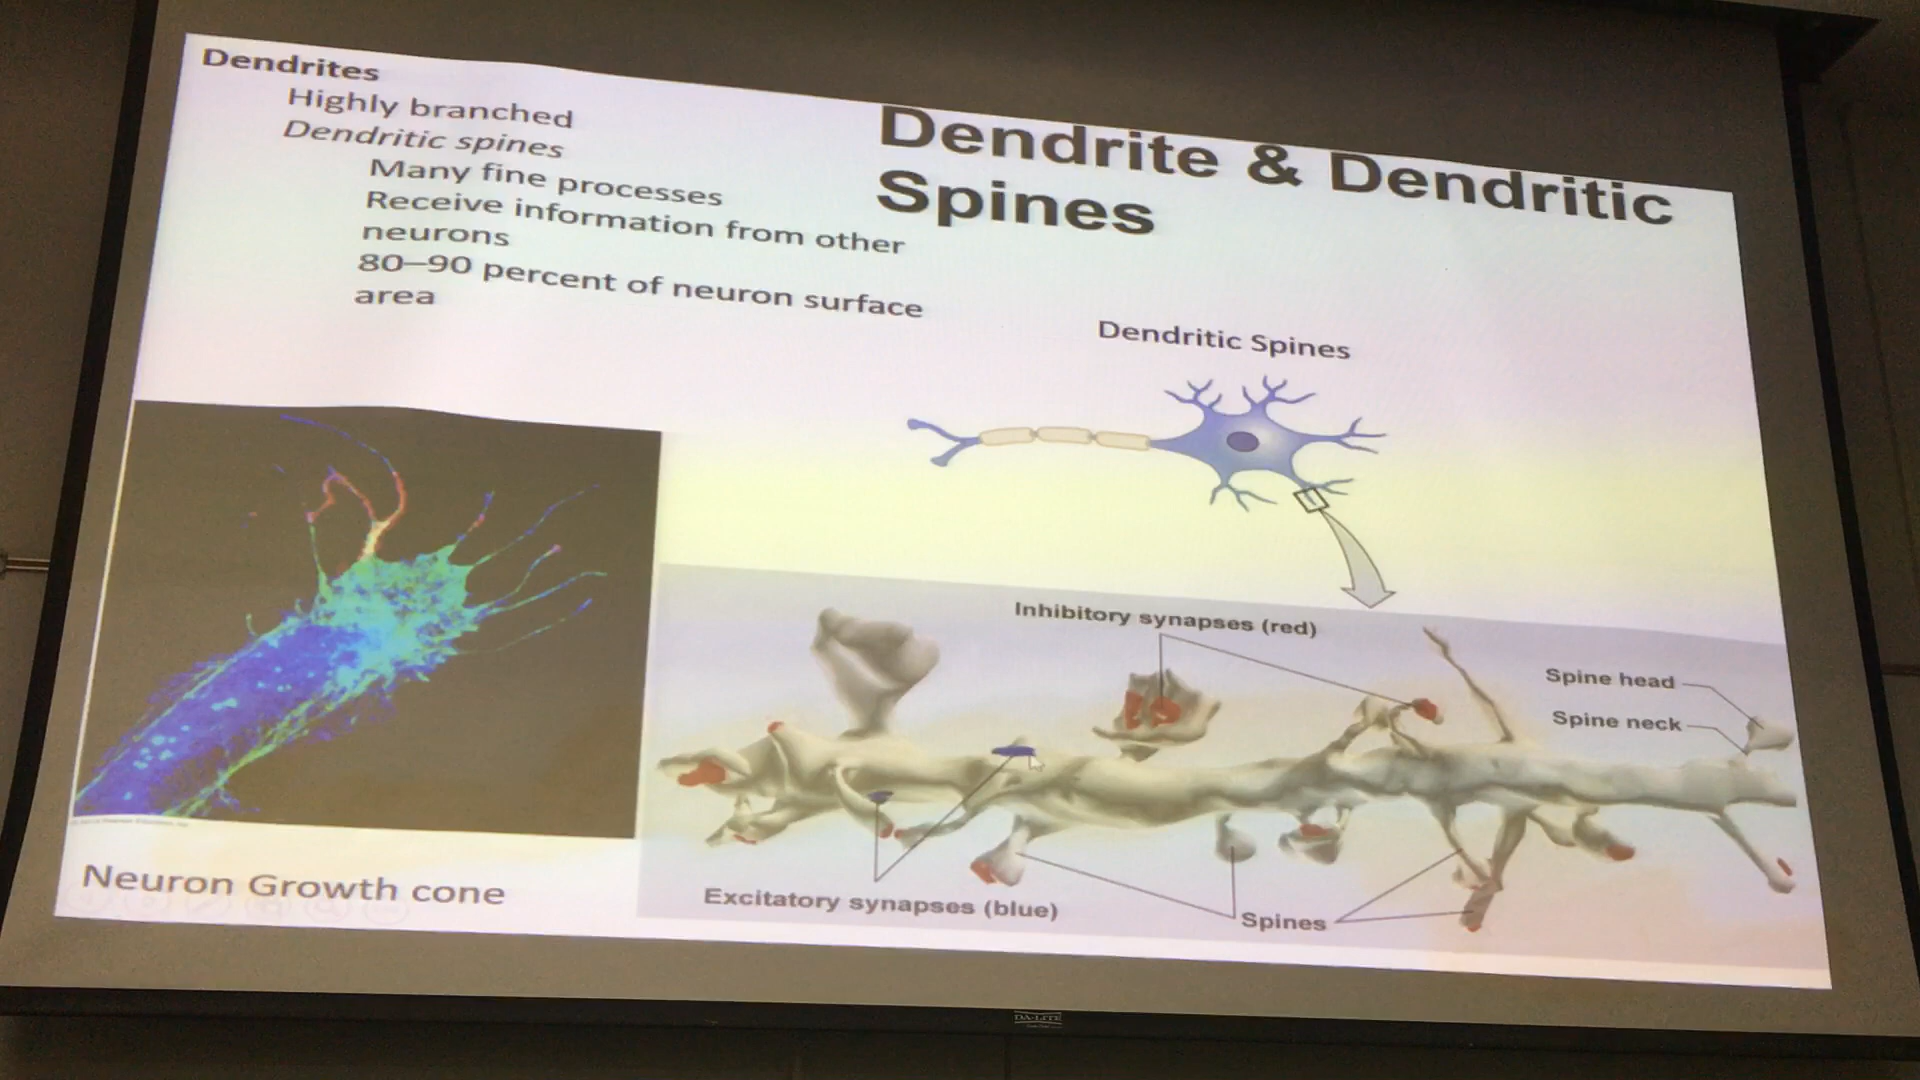 Dendrites
Highly branched
Dendritic spines
Many fine processes
Receive information from other
neurons
80–90 percent of neuron surface
area
Dendrite & Dendritic
Spines
Dendritic Spines
Inhibitory synapses (red)
Spine head
Spine neck
Excitatory synapses (blue)
Spines
Neuron Growth cone
DA-LITE